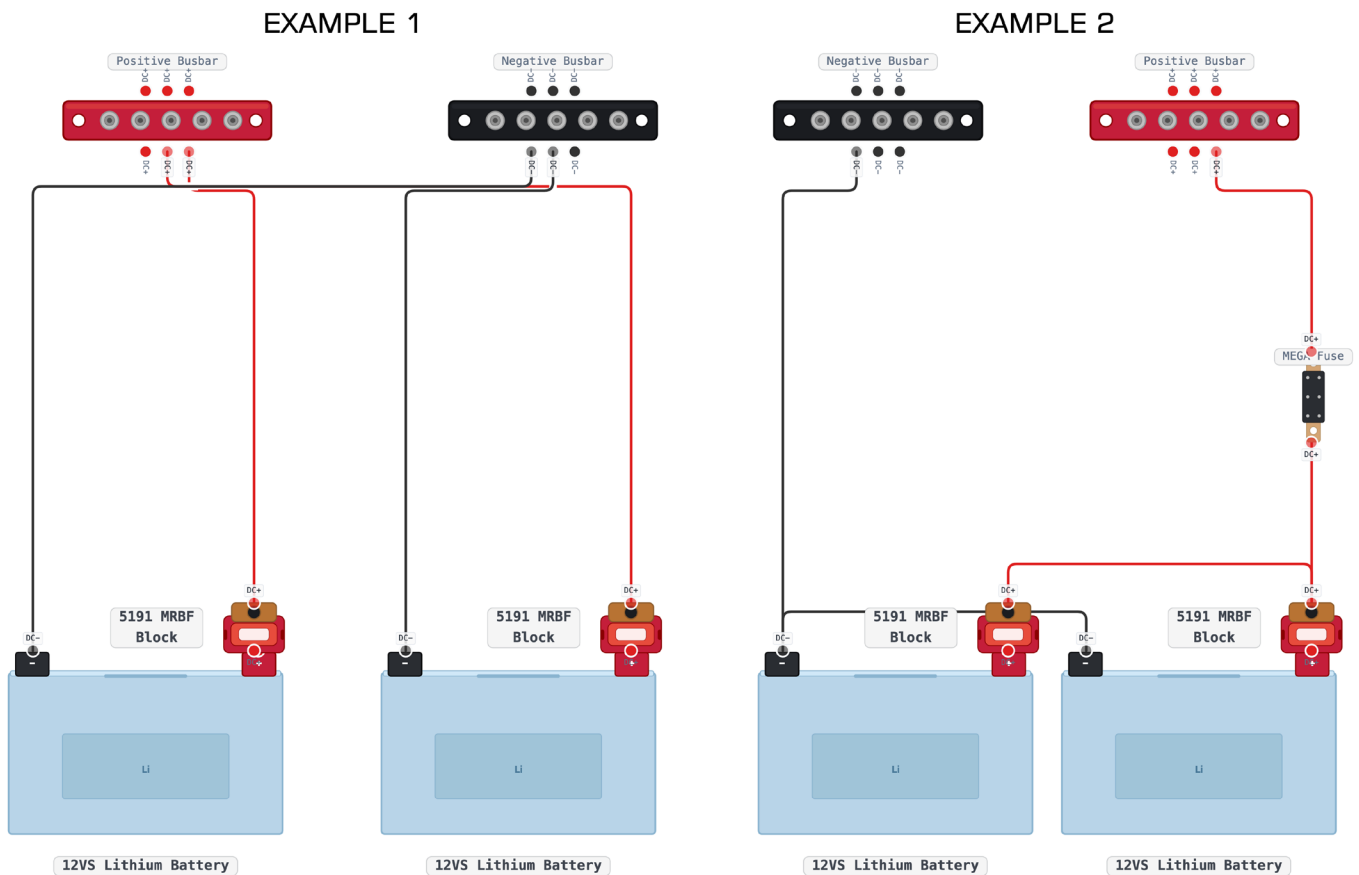 EXAMPLE 1
EXAMPLE 2
Positive Busbar
Negative Busbar
Negative Busbar
Positive Busbar
DC+
DC+
DC+
DC-
DC-
DC-
DC-
DC-
DC-
DC+
DC+
DC+
DC+
DC+
DC+
DC-
DC-
DC-
DC-
DC-
DC-
DC+
DC+
DC+
DC+
MEGA Fuse
DC+
DC+
DC+
DC+
DC+
5191 MRBF
Block
5191 MRBF
Block
5191 MRBF
Block
5191 MRBF
Block
DC-
DC-
DC-
DC-
-
-
-
-
Li
Li
Li
Li
12VS Lithium Battery
12VS Lithium Battery
12VS Lithium Battery
12VS Lithium Battery